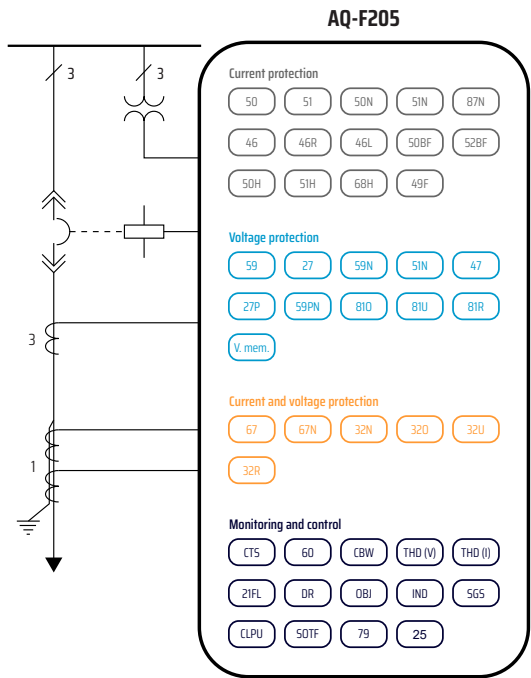 AQ-F205
3 3
Current protection
50 51 50N 51N 87N
46 46R 46L 50BF 52BF
50H 51H 68H 49F
Voltage protection
59 27 59N 51N 47
27P 59PN 81O 81U 81R
V. mem.
3
Current and voltage protection
67 67N 32N 32O 32U
32R
1
Monitoring and control
CTS 60 CBW THD (V) THD (I)
21FL DR OBJ IND SGS
CLPU SOTF 79 25